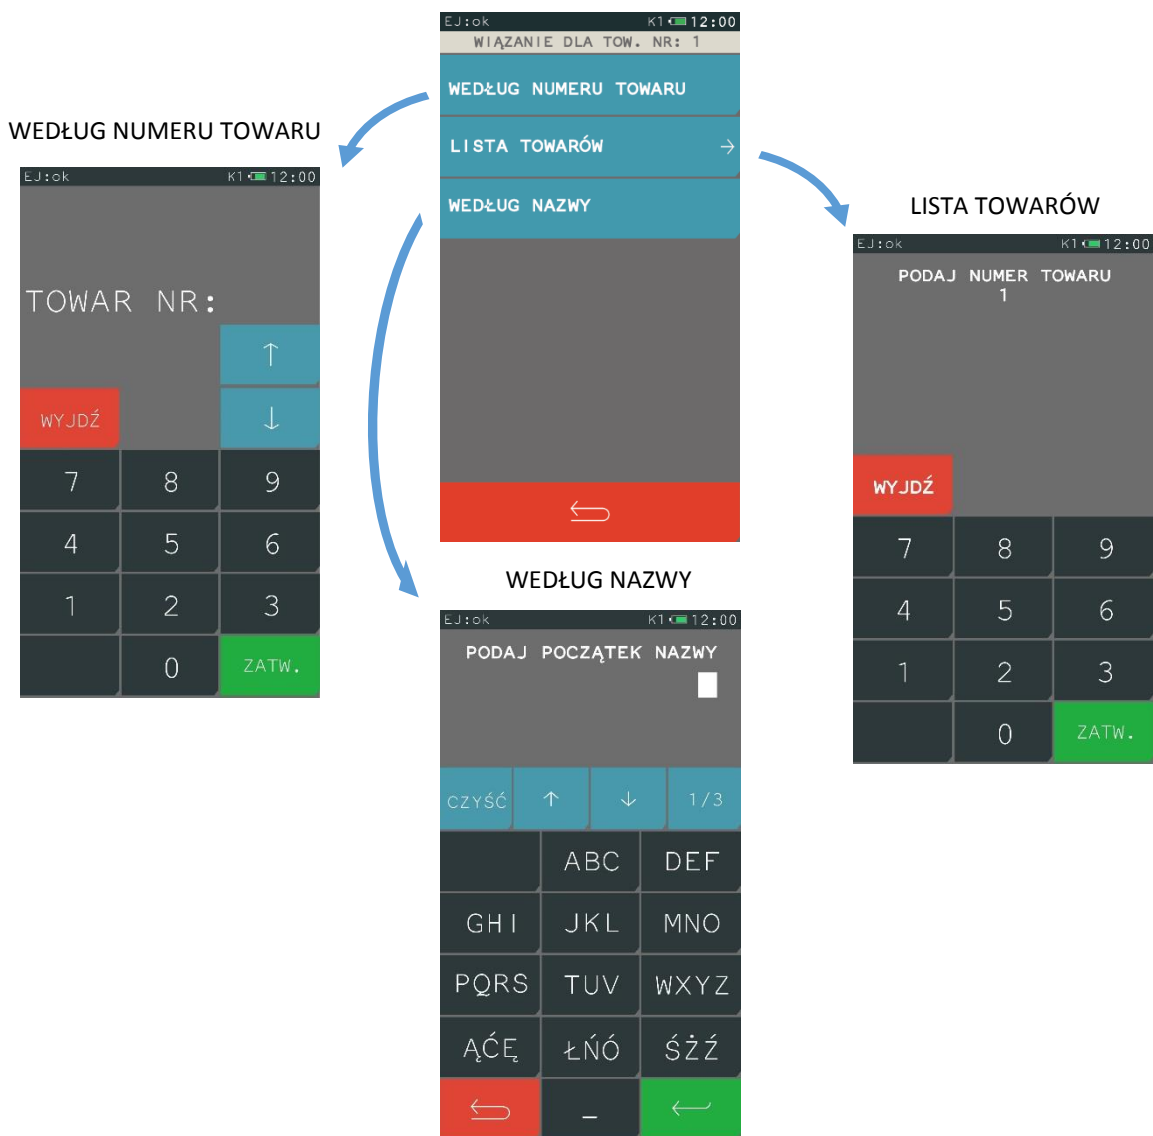 EJ:ok K1 12:00
WIĄZANIE DLA TOW. NR: 1
WEDŁUG NUMERU TOWARU
LISTA TOWARÓW →
WEDŁUG NAZWY
WEDŁUG NUMERU TOWARU
EJ:ok K1 12:00
TOWAR NR:
↑
WYJDŹ ↓
7 8 9
4 5 6
1 2 3
0 ZATW.
LISTA TOWARÓW
EJ:ok K1 12:00
PODAJ NUMER TOWARU
1
WYJDŹ
7 8 9
4 5 6
1 2 3
0 ZATW.
WEDŁUG NAZWY
EJ:ok K1 12:00
PODAJ POCZĄTEK NAZWY
CZYŚĆ ↑ ↓ 1/3
ABC DEF
GHI JKL MNO
PQRS TUV WXYZ
ĄĆĘ ŁŃÓ ŚŻŹ
_